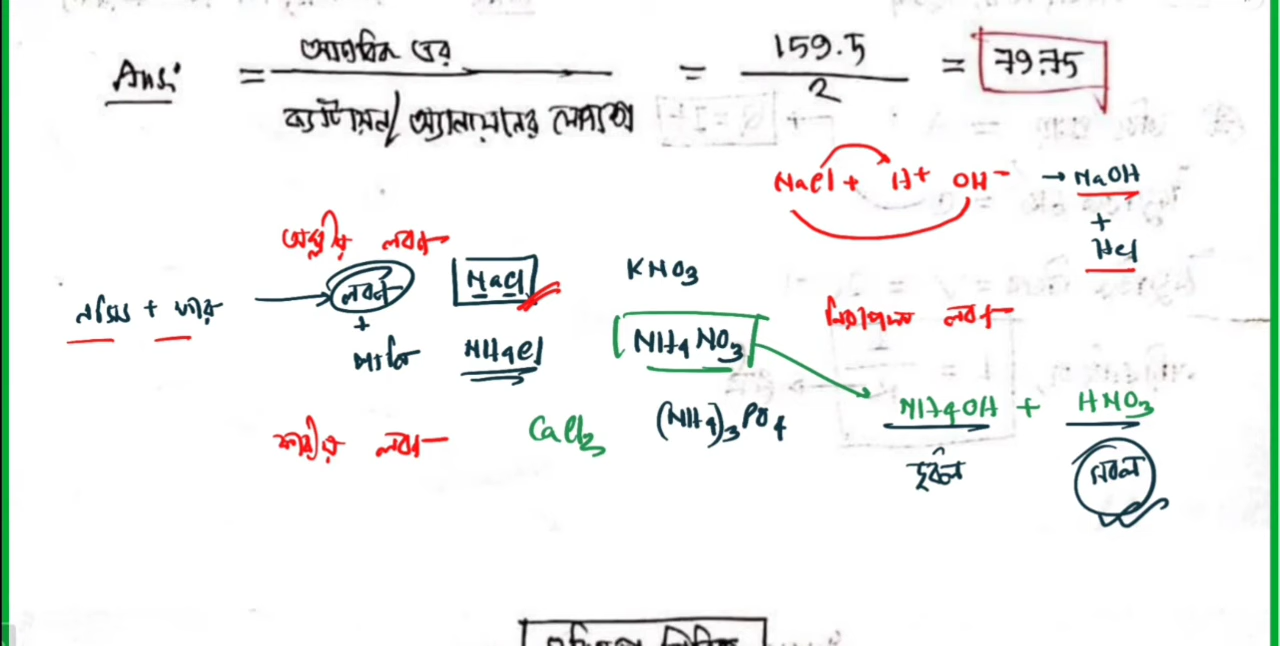 Ans: = আণবিক ভর / ক্যাটায়ন/অ্যানায়নের যোজ্যতা = 159.5 / 2 = 79.75
NaCl + H+ OH- → NaOH + HCl
অম্লীয় লবণ
এসিড + ক্ষার → লবণ + পানি
NaCl
KNO3
নিরপেক্ষ লবণ
NH4Cl
NH4NO3
NH4OH + HNO3
ক্ষারীয় লবণ
CaCl2
(NH4)3PO4
দুর্বল
সবল